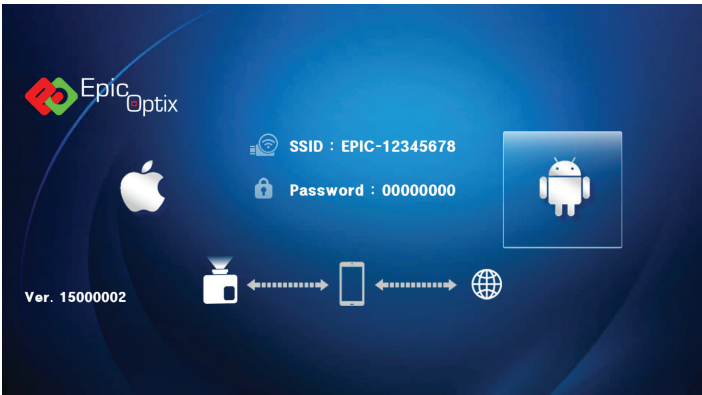 Epic
Optix
SSID : EPIC-12345678
Password : 00000000
Ver. 15000002